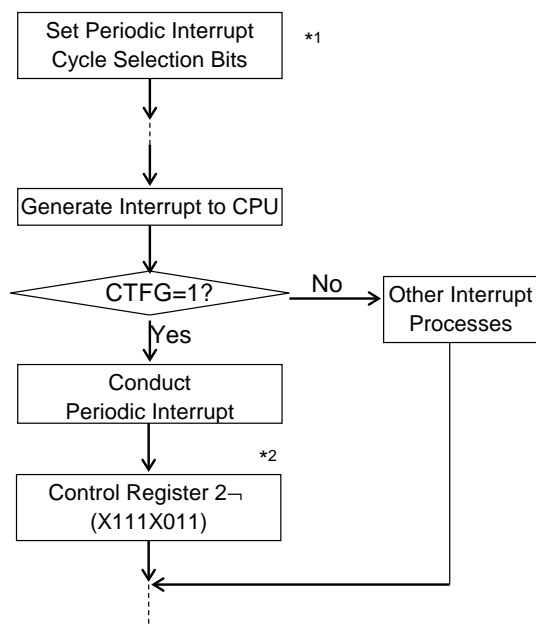 Set Periodic Interrupt
Cycle Selection Bits
*1
Generate Interrupt to CPU
CTFG=1?
No
Other Interrupt
Processes
Yes
Conduct
Periodic Interrupt
*2
Control Register 2¬
(X111X011)